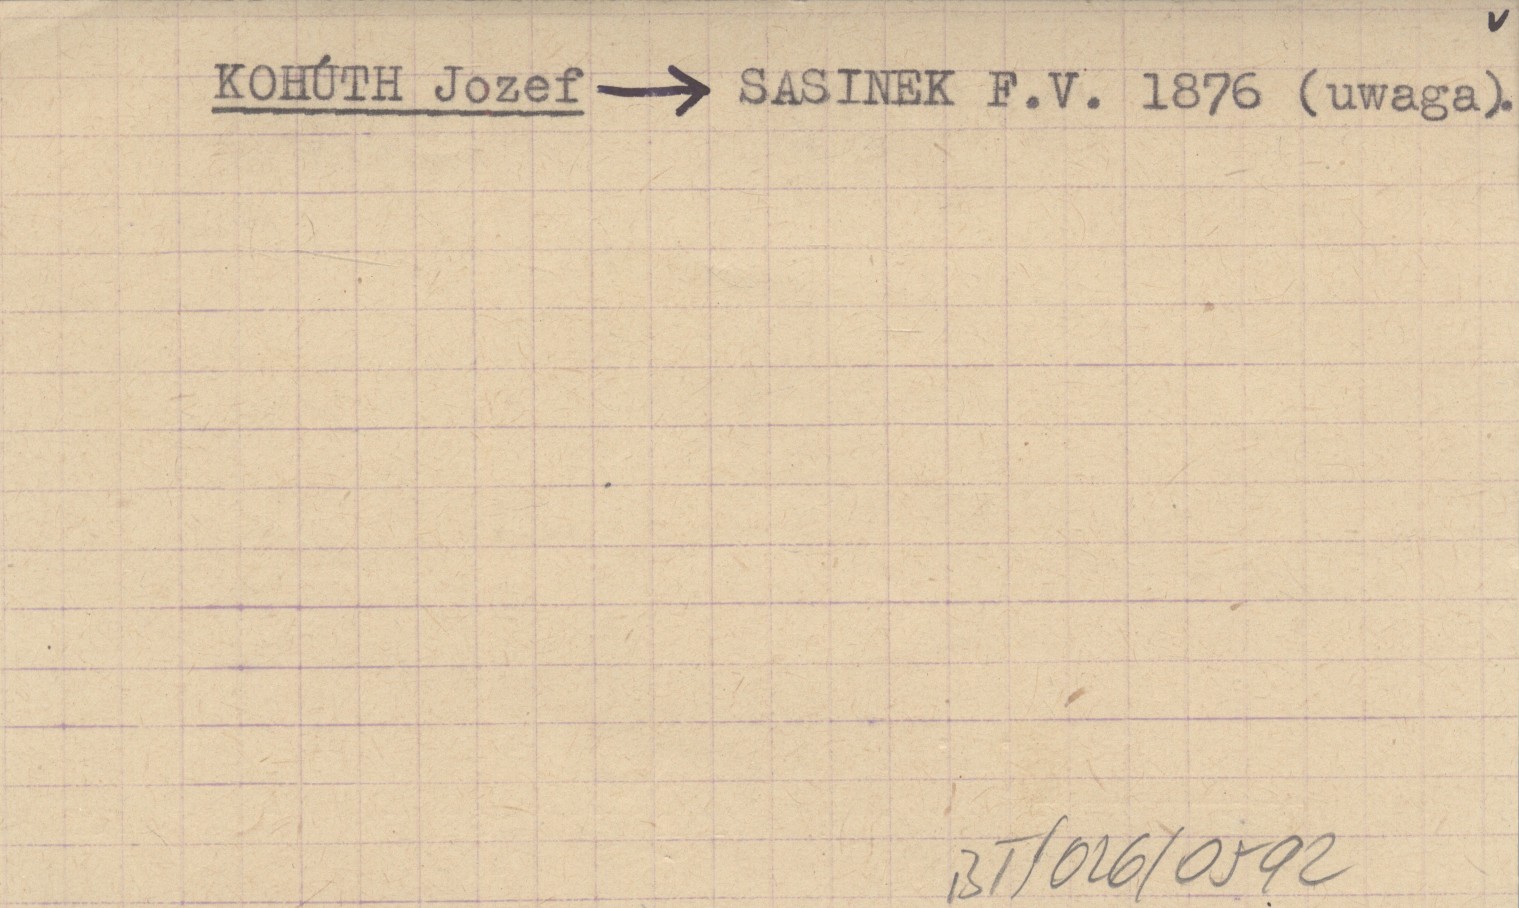 v
KOHÚTH Jozef → SASINEK F.V. 1876 (uwaga).
BT/026/0592